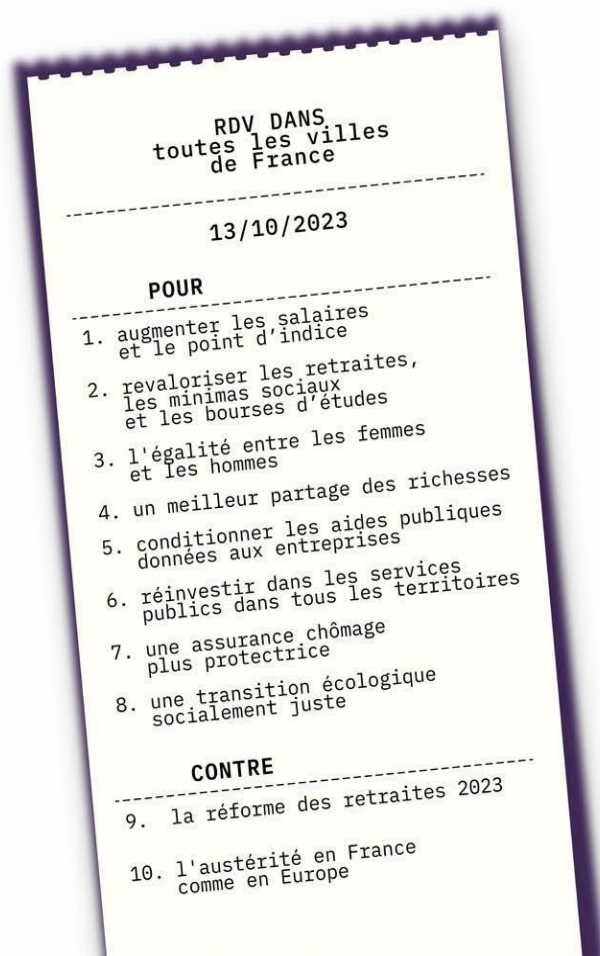 RDV DANS
toutes les villes
de France
13/10/2023
POUR
1. augmenter les salaires
et le point d’indice
2. revaloriser les retraites,
les minimas sociaux
et les bourses d’études
3. l'égalité entre les femmes
et les hommes
4. un meilleur partage des richesses
5. conditionner les aides publiques
données aux entreprises
6. réinvestir dans les services
publics dans tous les territoires
7. une assurance chômage
plus protectrice
8. une transition écologique
socialement juste
CONTRE
9. la réforme des retraites 2023
10. l'austérité en France
comme en Europe